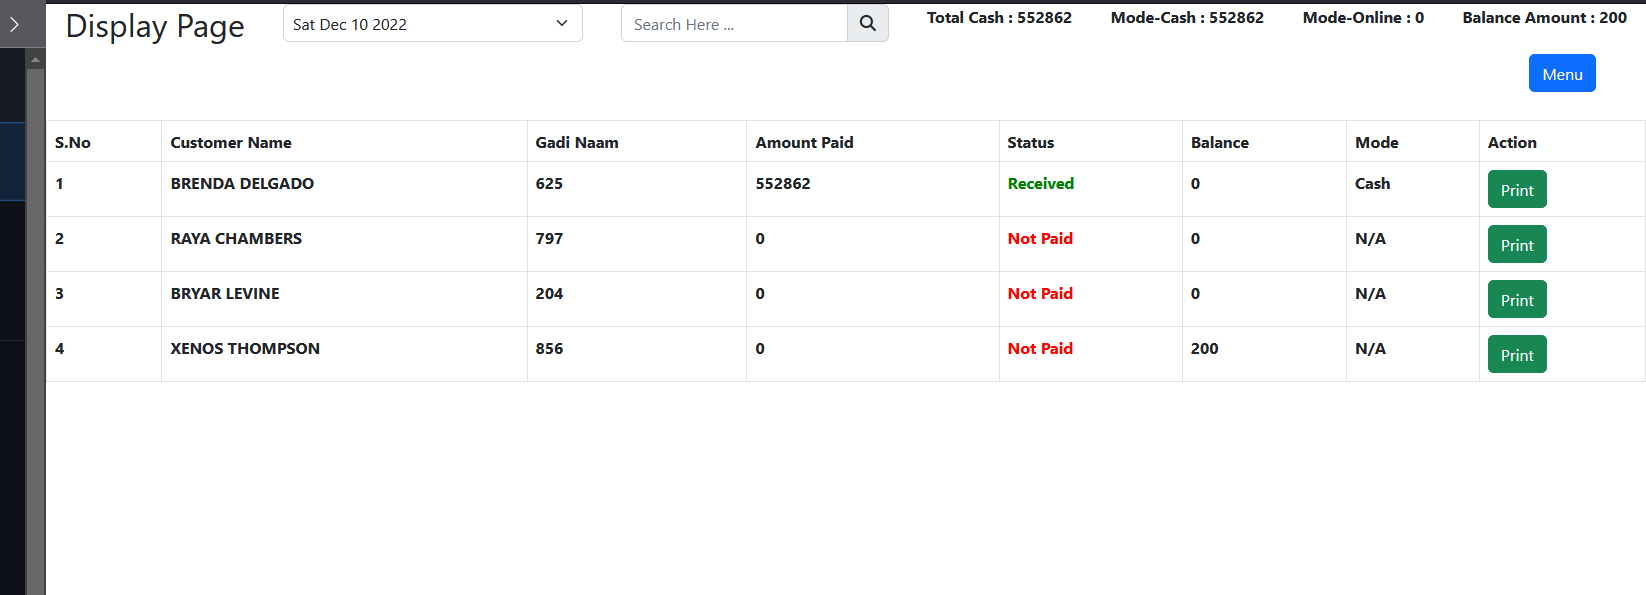 Display Page Sat Dec 10 2022 Search Here ... Total Cash : 552862 Mode-Cash : 552862 Mode-Online : 0 Balance Amount : 200
Menu
S.No Customer Name Gadi Naam Amount Paid Status Balance Mode Action
1 BRENDA DELGADO 625 552862 Received 0 Cash Print
2 RAYA CHAMBERS 797 0 Not Paid 0 N/A Print
3 BRYAR LEVINE 204 0 Not Paid 0 N/A Print
4 XENOS THOMPSON 856 0 Not Paid 200 N/A Print